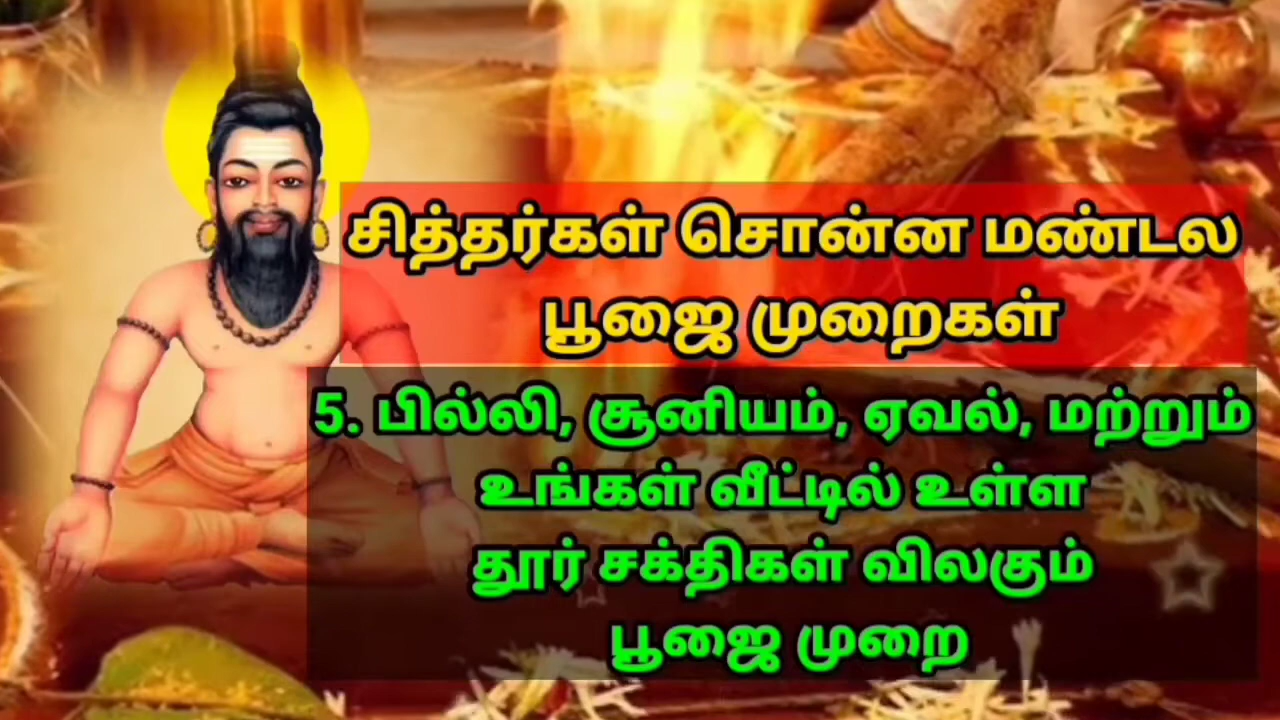 சித்தர்கள் சொன்ன மண்டல
பூஜை முறைகள்
5. பில்லி, சூனியம், ஏவல், மற்றும்
உங்கள் வீட்டில் உள்ள
தூர் சக்திகள் விலகும்
பூஜை முறை